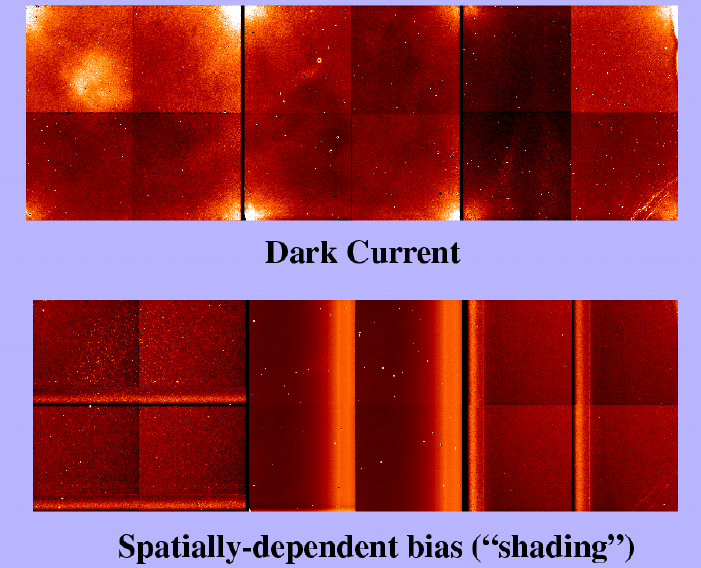 Dark Current
Spatially-dependent bias (“shading”)